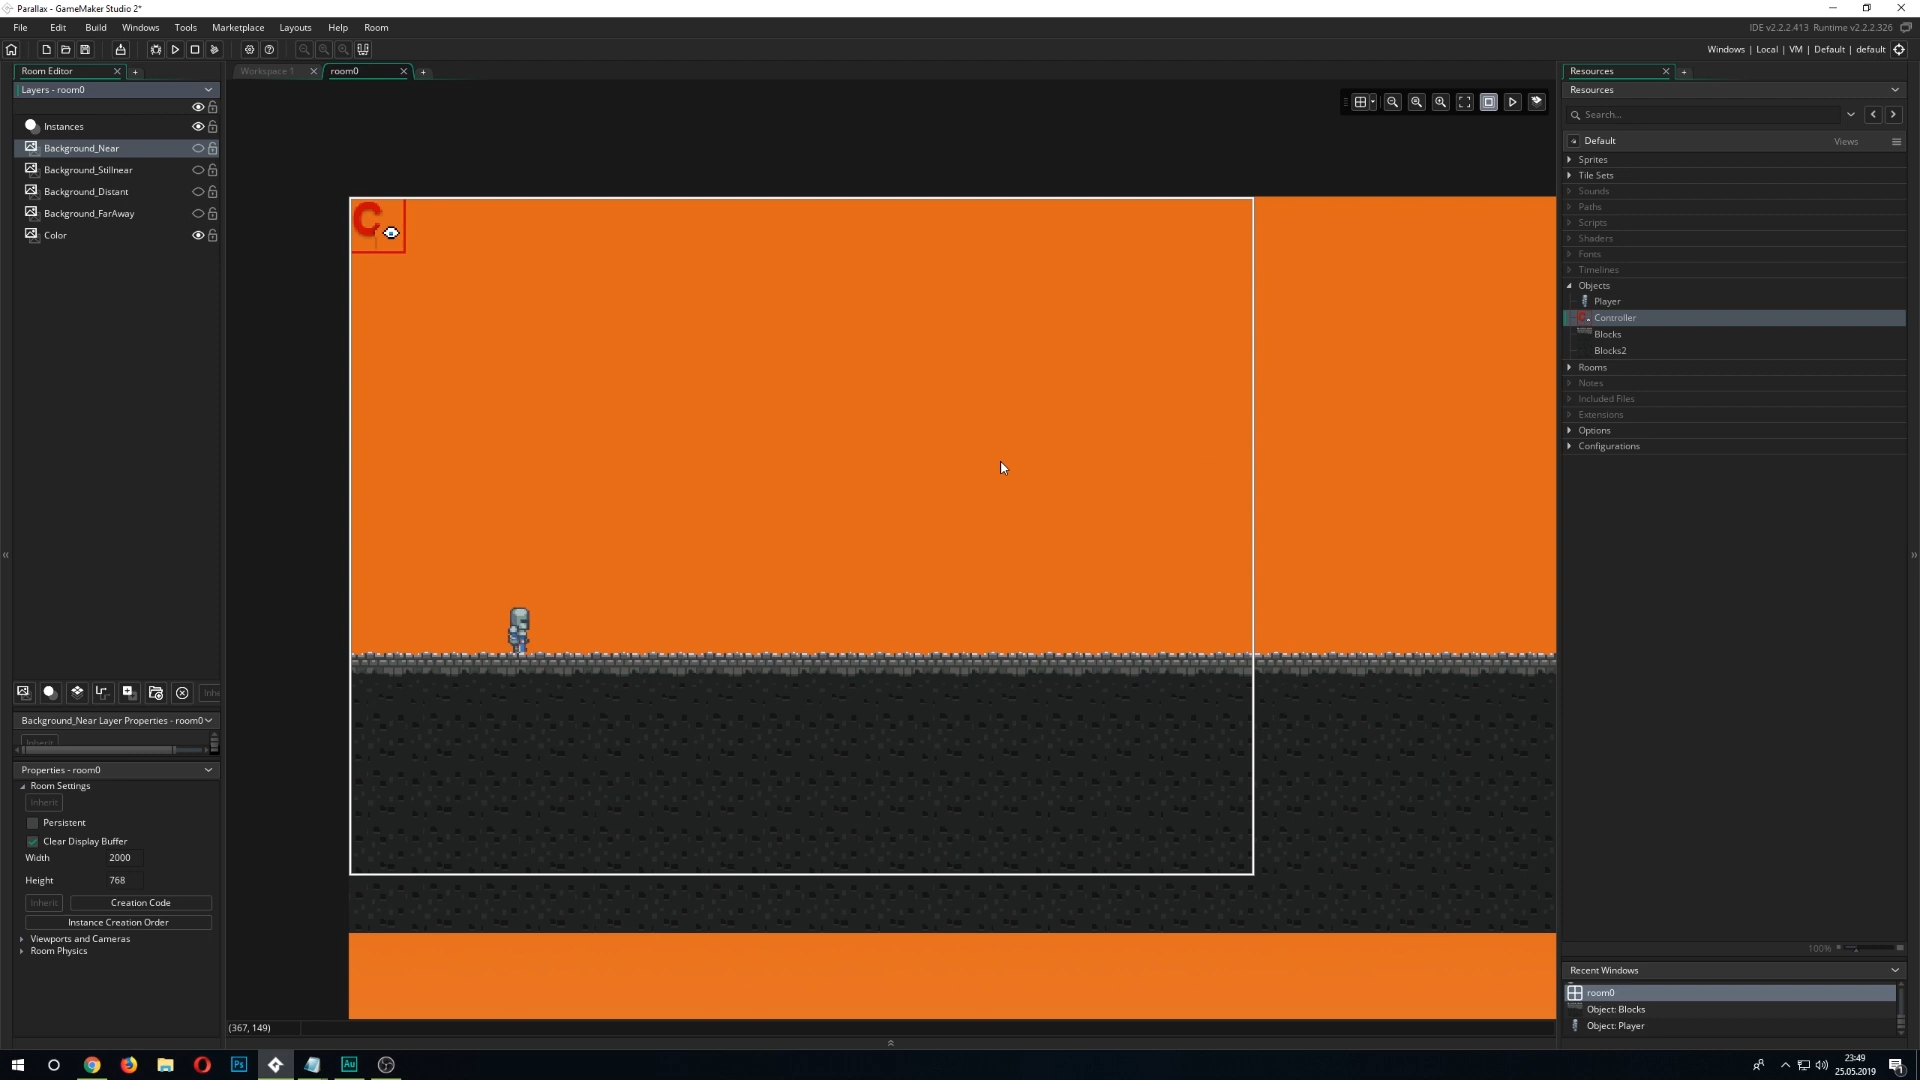 Parallax - GameMaker Studio 2*
File Edit Build Windows Tools Marketplace Layouts Help Room
IDE v2.2.2.413 Runtime v2.2.2.326
Windows | Local | VM | Default | default
Room Editor
Workspace 1
room0
Resources
Layers - room0
Resources
Search...
Instances
Background_Near
Background_Stillnear
Background_Distant
Background_FarAway
Color
Default
Views
Sprites
Tile Sets
Sounds
Paths
Scripts
Shaders
Fonts
Timelines
Objects
Player
Controller
Blocks
Blocks2
Rooms
Notes
Included Files
Extensions
Options
Configurations
C
Background_Near Layer Properties - room0
Inherit
Properties - room0
Room Settings
Inherit
Persistent
Clear Display Buffer
Width 2000
Height 768
Inherit Creation Code
Instance Creation Order
Viewports and Cameras
Room Physics
100%
Recent Windows
room0
Object: Blocks
Object: Player
(367, 149)
Ps
Au
23:49
25.05.2019